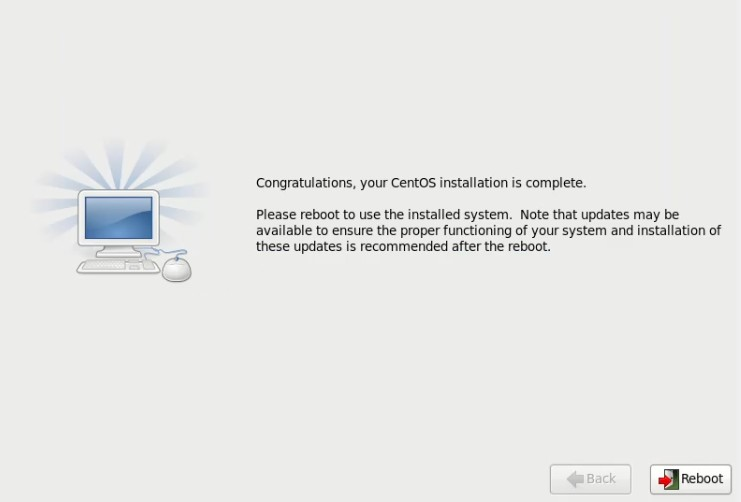 Congratulations, your CentOS installation is complete.
Please reboot to use the installed system.  Note that updates may be
available to ensure the proper functioning of your system and installation of
these updates is recommended after the reboot.
Back
Reboot